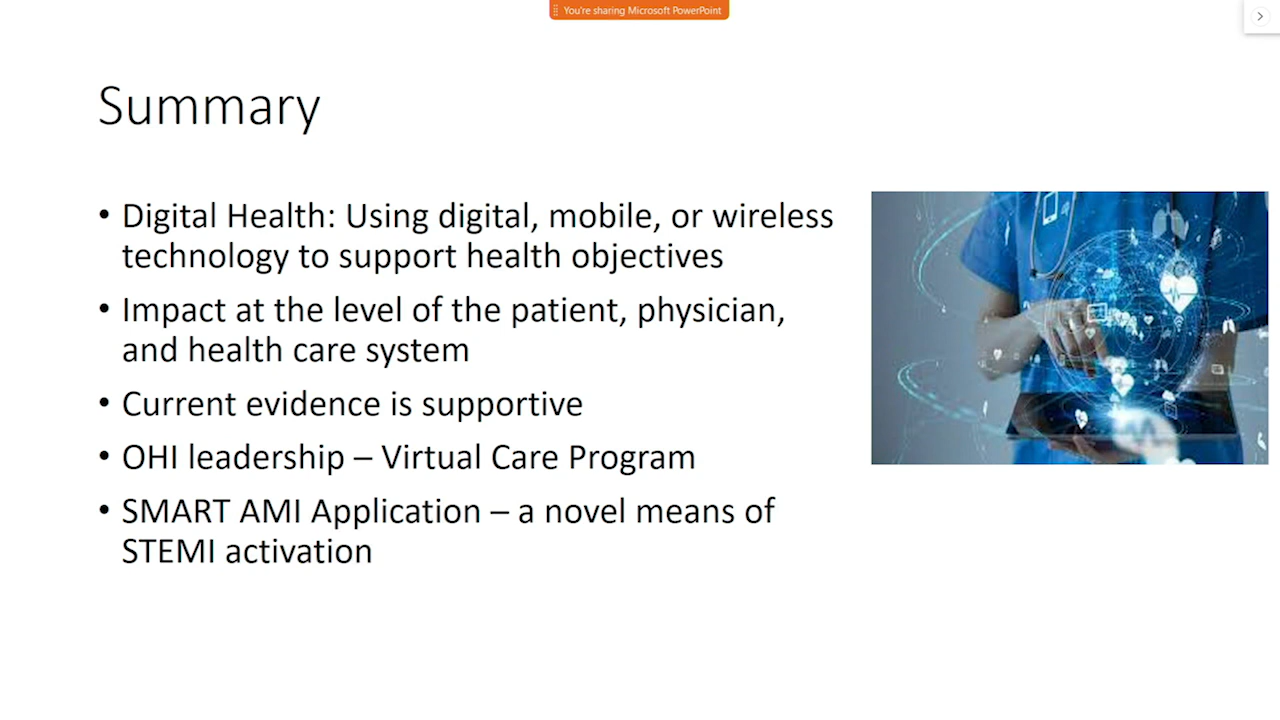 You're sharing Microsoft PowerPoint
Summary
• Digital Health: Using digital, mobile, or wireless
technology to support health objectives
• Impact at the level of the patient, physician,
and health care system
• Current evidence is supportive
• OHI leadership – Virtual Care Program
• SMART AMI Application – a novel means of
STEMI activation